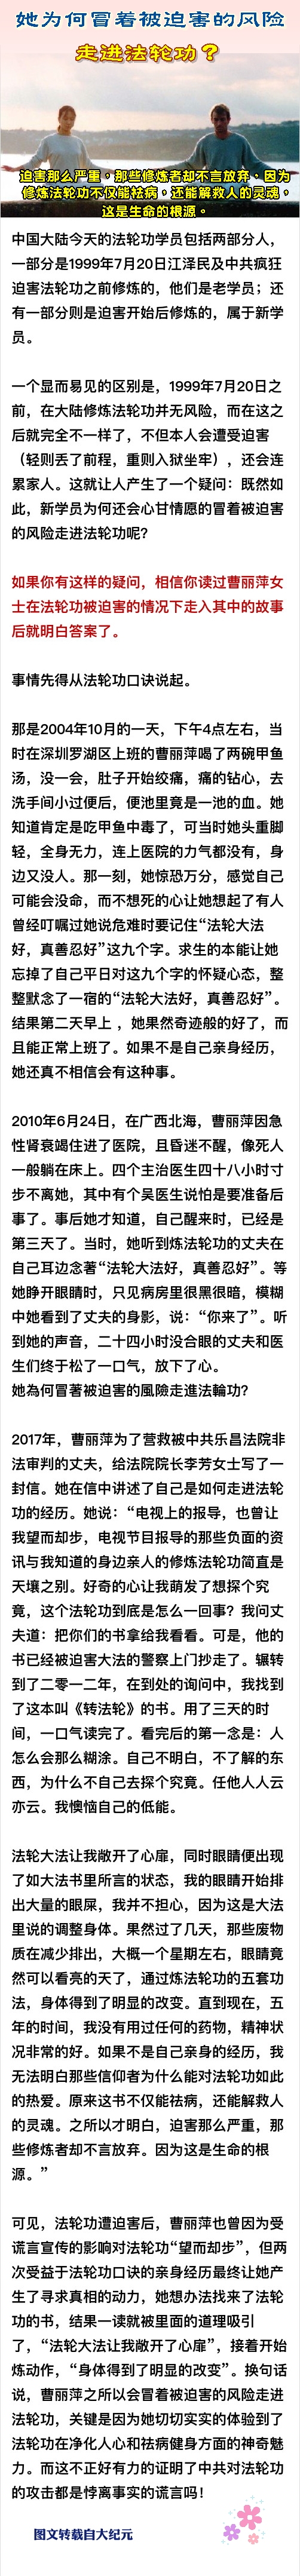 她为何冒着被迫害的风险
走进法轮功？
迫害那么严重，那些修炼者却不言放弃，因为
修炼法轮功不仅能祛病，还能解救人的灵魂，
这是生命的根源。
中国大陆今天的法轮功学员包括两部分人，
一部分是1999年7月20日江泽民及中共疯狂
迫害法轮功之前修炼的，他们是老学员；还
有一部分则是迫害开始后修炼的，属于新学
员。
一个显而易见的区别是，1999年7月20日之
前，在大陆修炼法轮功并无风险，而在这之
后就完全不一样了，不但本人会遭受迫害
（轻则丢了前程，重则入狱坐牢），还会连
累家人。这就让人产生了一个疑问：既然如
此，新学员为何还会心甘情愿的冒着被迫害
的风险走进法轮功呢？
如果你有这样的疑问，相信你读过曹丽萍女
士在法轮功被迫害的情况下走入其中的故事
后就明白答案了。
事情先得从法轮功口诀说起。
那是2004年10月的一天，下午4点左右，当
时在深圳罗湖区上班的曹丽萍喝了两碗甲鱼
汤，没一会，肚子开始绞痛，痛的钻心，去
洗手间小过便后，便池里竟是一池的血。她
知道肯定是吃甲鱼中毒了，可当时她头重脚
轻，全身无力，连上医院的力气都没有，身
边又没人。那一刻，她惊恐万分，感觉自己
可能会没命，而不想死的心让她想起了有人
曾经叮嘱过她说危难时要记住“法轮大法
好，真善忍好”这九个字。求生的本能让她
忘掉了自己平日对这九个字的怀疑心态，整
整默念了一宿的“法轮大法好，真善忍好”。
结果第二天早上 ，她果然奇迹般的好了，而
且能正常上班了。如果不是自己亲身经历，
她还真不相信会有这种事。
2010年6月24日，在广西北海，曹丽萍因急
性肾衰竭住进了医院，且昏迷不醒，像死人
一般躺在床上。四个主治医生四十八小时寸
步不离她，其中有个吴医生说怕是要准备后
事了。事后她才知道，自己醒来时，已经是
第三天了。当时，她听到炼法轮功的丈夫在
自己耳边念著“法轮大法好，真善忍好”。等
她睁开眼睛时，只见病房里很黑很暗，模糊
中她看到了丈夫的身影，说：“你来了”。听
到她的声音，二十四小时没合眼的丈夫和医
生们终于松了一口气，放下了心。
她為何冒著被迫害的風險走進法輪功？
2017年，曹丽萍为了营救被中共乐昌法院非
法审判的丈夫，给法院院长李芳女士写了一
封信。她在信中讲述了自己是如何走进法轮
功的经历。她说：“电视上的报导，也曾让
我望而却步，电视节目报导的那些负面的资
讯与我知道的身边亲人的修炼法轮功简直是
天壤之别。好奇的心让我萌发了想探个究
竟，这个法轮功到底是怎么一回事？我问丈
夫道：把你们的书拿给我看看。可是，他的
书已经被迫害大法的警察上门抄走了。辗转
到了二零一二年，在到处的询问中，我找到
了这本叫《转法轮》的书。用了三天的时
间，一口气读完了。看完后的第一念是：人
怎么会那么糊涂。自己不明白，不了解的东
西，为什么不自己去探个究竟。任他人人云
亦云。我懊恼自己的低能。
法轮大法让我敞开了心扉，同时眼睛便出现
了如大法书里所言的状态，我的眼睛开始排
出大量的眼屎，我并不担心，因为这是大法
里说的调整身体。果然过了几天，那些废物
质在减少排出，大概一个星期左右，眼睛竟
然可以看亮的天了，通过炼法轮功的五套功
法，身体得到了明显的改变。直到现在，五
年的时间，我没有用过任何的药物，精神状
况非常的好。如果不是自己亲身的经历，我
无法明白那些信仰者为什么能对法轮功如此
的热爱。原来这书不仅能祛病，还能解救人
的灵魂。之所以才明白，迫害那么严重，那
些修炼者却不言放弃。因为这是生命的根
源。”
可见，法轮功遭迫害后，曹丽萍也曾因为受
谎言宣传的影响对法轮功“望而却步”，但两
次受益于法轮功口诀的亲身经历最终让她产
生了寻求真相的动力，她想办法找来了法轮
功的书，结果一读就被里面的道理吸引
了，“法轮大法让我敞开了心扉”，接着开始
炼动作，“身体得到了明显的改变”。换句话
说，曹丽萍之所以会冒着被迫害的风险走进
法轮功，关键是因为她切切实实的体验到了
法轮功在净化人心和祛病健身方面的神奇魅
力。而这不正好有力的证明了中共对法轮功
的攻击都是悖离事实的谎言吗！
图文转载自大纪元